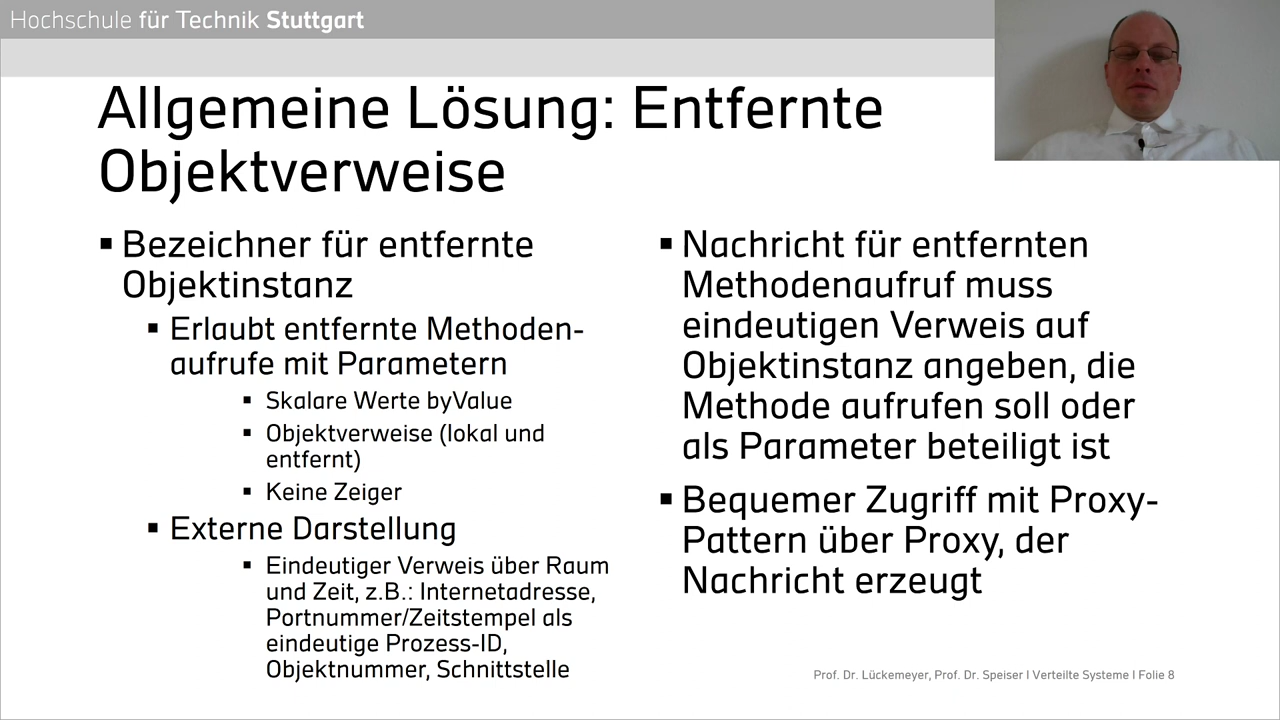 Hochschule für Technik Stuttgart
Allgemeine Lösung: Entfernte
Objektverweise
▪ Bezeichner für entfernte
Objektinstanz
▪ Erlaubt entfernte Methoden-
aufrufe mit Parametern
▪ Skalare Werte byValue
▪ Objektverweise (lokal und
entfernt)
▪ Keine Zeiger
▪ Externe Darstellung
▪ Eindeutiger Verweis über Raum
und Zeit, z.B.: Internetadresse,
Portnummer/Zeitstempel als
eindeutige Prozess-ID,
Objektnummer, Schnittstelle
▪ Nachricht für entfernten
Methodenaufruf muss
eindeutigen Verweis auf
Objektinstanz angeben, die
Methode aufrufen soll oder
als Parameter beteiligt ist
▪ Bequemer Zugriff mit Proxy-
Pattern über Proxy, der
Nachricht erzeugt
Prof. Dr. Lückemeyer, Prof. Dr. Speiser I Verteilte Systeme I Folie 8